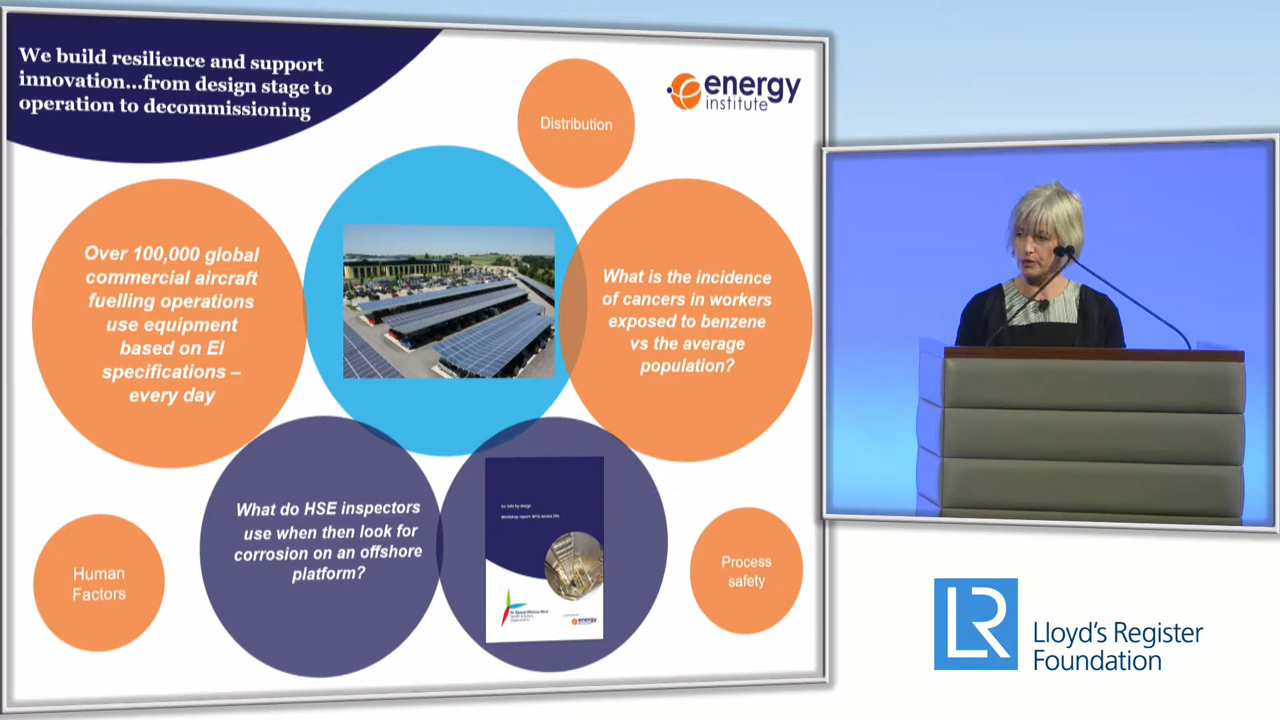 We build resilience and support
innovation...from design stage to
operation to decommissioning
energy
institute
Distribution
Over 100,000 global
commercial aircraft
fuelling operations
use equipment
based on EI
specifications –
every day
What is the incidence
of cancers in workers
exposed to benzene
vs the average
population?
What do HSE inspectors
use when then look for
corrosion on an offshore
platform?
Human
Factors
Process
safety
energy
LR
Lloyd's Register
Foundation